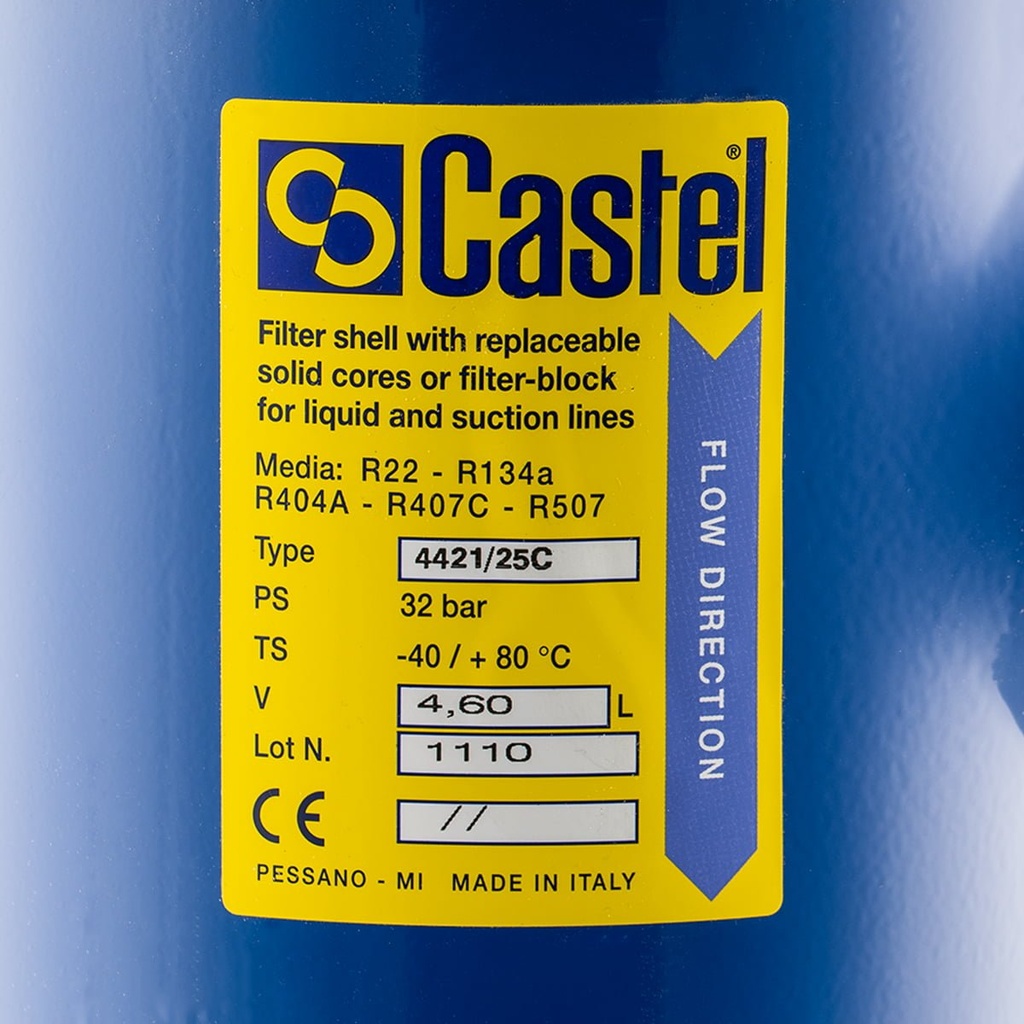 Castel®
Filter shell with replaceable
solid cores or filter-block
for liquid and suction lines
Media: R22 - R134a
R404A - R407C - R507
Type 4421/25C
PS 32 bar
TS -40 / + 80 °C
V 4,60 L
Lot N. 1110
CE //
PESSANO - MI MADE IN ITALY
FLOW DIRECTION